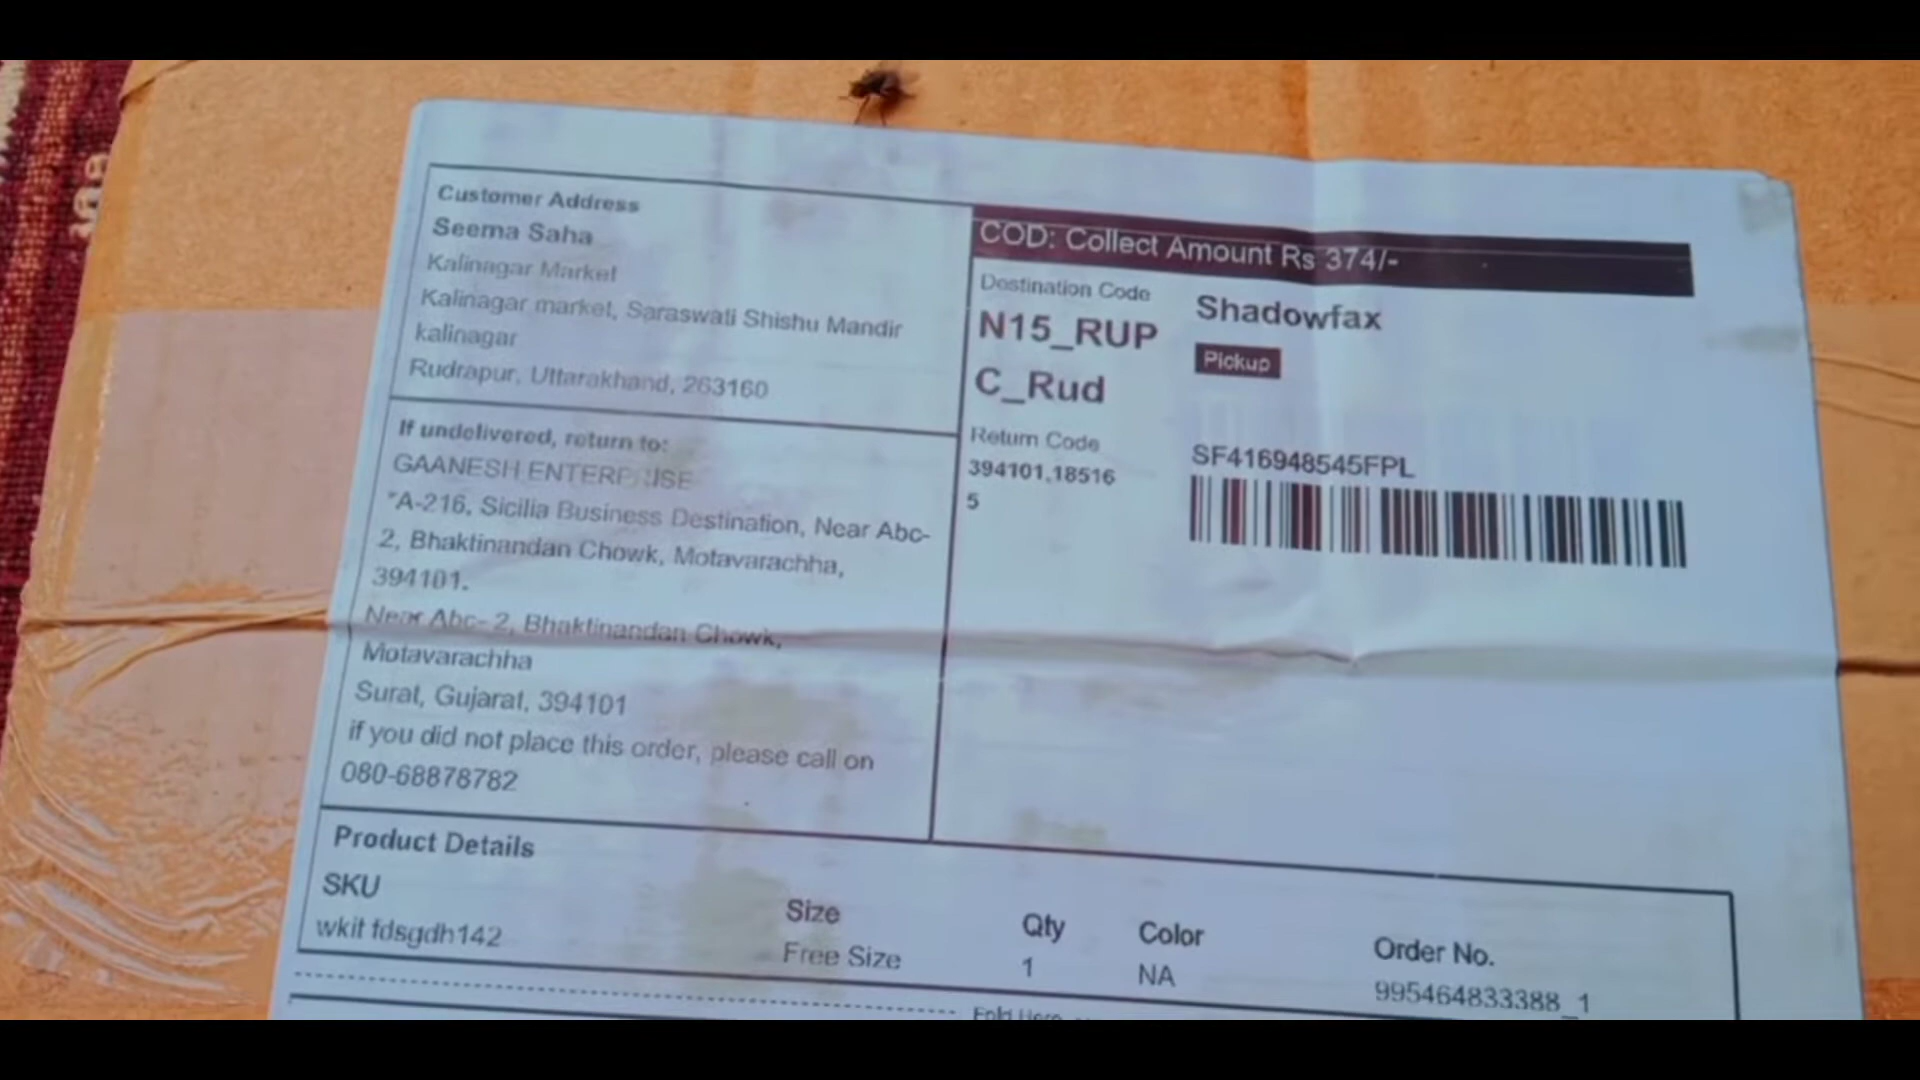 Customer Address
Seema Saha
Kalinagar Market
Kalinagar market, Saraswati Shishu Mandir
kalinagar
Rudrapur, Uttarakhand, 263160
If undelivered, return to:
GAANESH ENTERPRISE
"A-216, Sicilia Business Destination, Near Abc-
2, Bhaktinandan Chowk, Motavarachha,
394101.
Near Abc- 2, Bhaktinandan Chowk,
Motavarachha
Surat, Gujarat, 394101
if you did not place this order, please call on
080-68878782
COD: Collect Amount Rs 374/-
Destination Code
N15_RUP
C_Rud
Return Code
394101,18516
5
Shadowfax
Pickup
SF416948545FPL
Product Details
SKU Size Qty Color Order No.
wkit fdsgdh142 Free Size 1 NA 995464833388_1
Fold Here